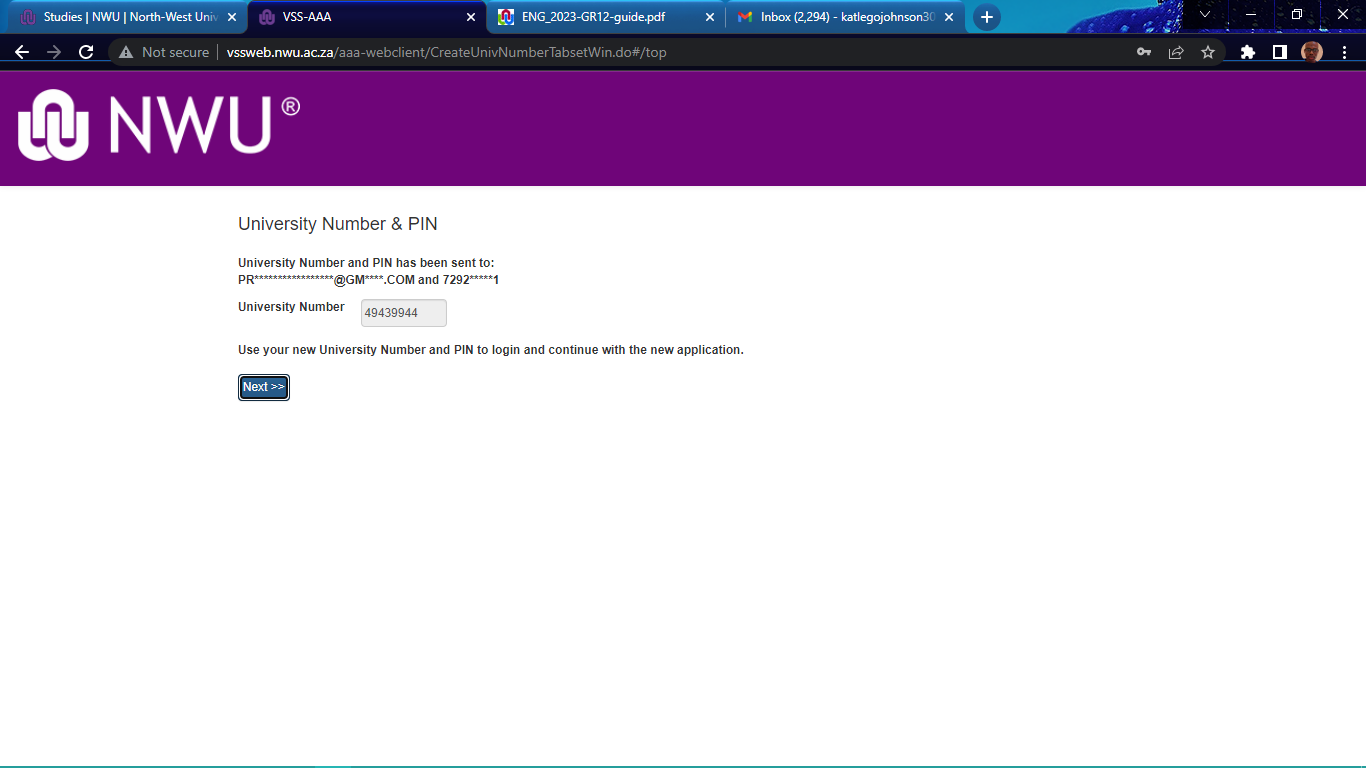 Studies | NWU | North-West Univ
VSS-AAA
ENG_2023-GR12-guide.pdf
Inbox (2,294) - katlegojohnson30
Not secure
vssweb.nwu.ac.za/aaa-webclient/CreateUnivNumberTabsetWin.do#/top
NWU®
University Number & PIN
University Number and PIN has been sent to:
PR*****************@GM****.COM and 7292*****1
University Number
49439944
Use your new University Number and PIN to login and continue with the new application.
Next >>